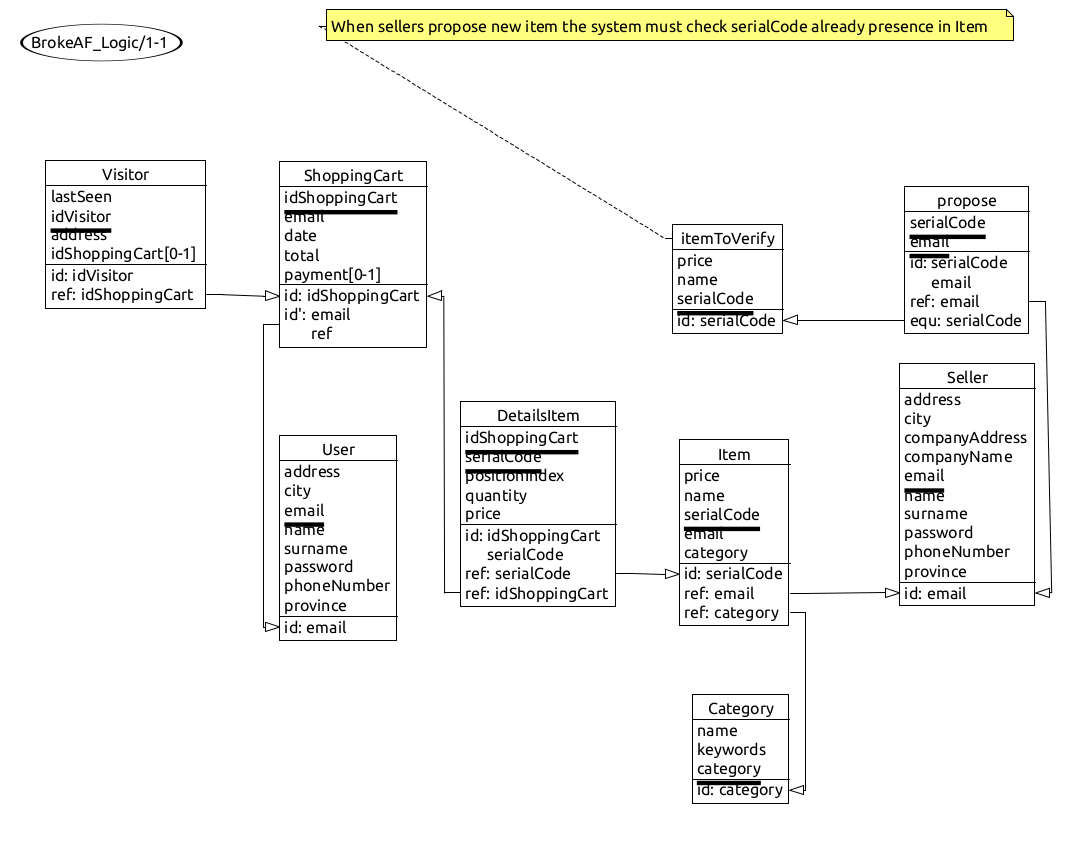 When sellers propose new item the system must check serialCode already presence in Item
BrokeAF_Logic/1-1
Visitor
lastSeen
idVisitor
address
idShoppingCart[0-1]
id: idVisitor
ref: idShoppingCart
ShoppingCart
idShoppingCart
email
date
total
payment[0-1]
id: idShoppingCart
id': email
ref
itemToVerify
price
name
serialCode
id: serialCode
propose
serialCode
email
id: serialCode
email
ref: email
equ: serialCode
User
address
city
email
name
surname
password
phoneNumber
province
id: email
DetailsItem
idShoppingCart
serialCode
positionIndex
quantity
price
id: idShoppingCart
serialCode
ref: serialCode
ref: idShoppingCart
Item
price
name
serialCode
email
category
id: serialCode
ref: email
ref: category
Seller
address
city
companyAddress
companyName
email
name
surname
password
phoneNumber
province
id: email
Category
name
keywords
category
id: category